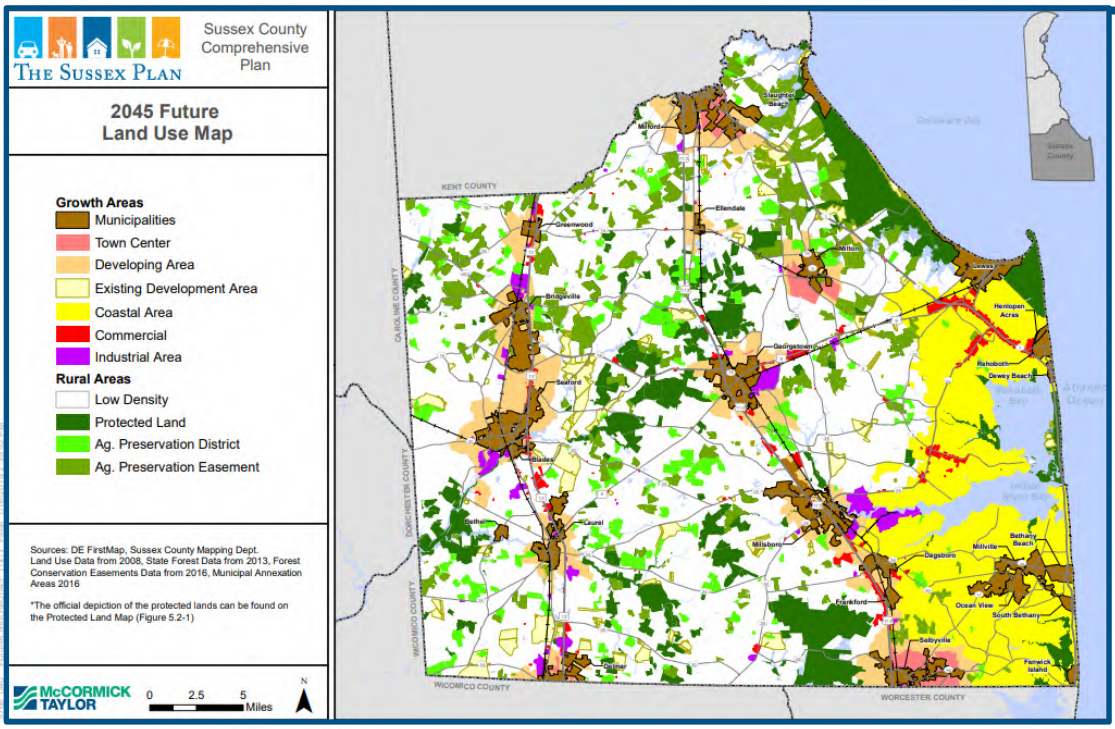 THE SUSSEX PLAN
Sussex County
Comprehensive
Plan
2045 Future
Land Use Map
Growth Areas
Municipalities
Town Center
Developing Area
Existing Development Area
Coastal Area
Commercial
Industrial Area
Rural Areas
Low Density
Protected Land
Ag. Preservation District
Ag. Preservation Easement
Sources: DE FirstMap, Sussex County Mapping Dept.
Land Use Data from 2008, State Forest Data from 2013, Forest
Conservation Easements Data from 2016, Municipal Annexation
Areas 2016
*The official depiction of the protected lands can be found on
the Protected Land Map (Figure 5.2-1)
McCORMICK
TAYLOR
0 2.5 5
Miles
N
Sussex
County
Delaware Bay
Slaughter
Beach
Milford
KENT COUNTY
Ellendale
Greenwood
Milton
Lewes
CAROLINE COUNTY
Bridgeville
Henlopen
Acres
Georgetown
Rehoboth
Dewey Beach
Seaford
Rehoboth
Bay
Atlantic
Ocean
Blades
DORCHESTER COUNTY
Indian
River Bay
Bethel
Laurel
Millsboro
Dagsboro
Millville
Bethany
Beach
Frankford
Ocean View
South Bethany
Selbyville
Fenwick
Island
Delmar
WICOMICO COUNTY
WICOMICO COUNTY
WORCESTER COUNTY